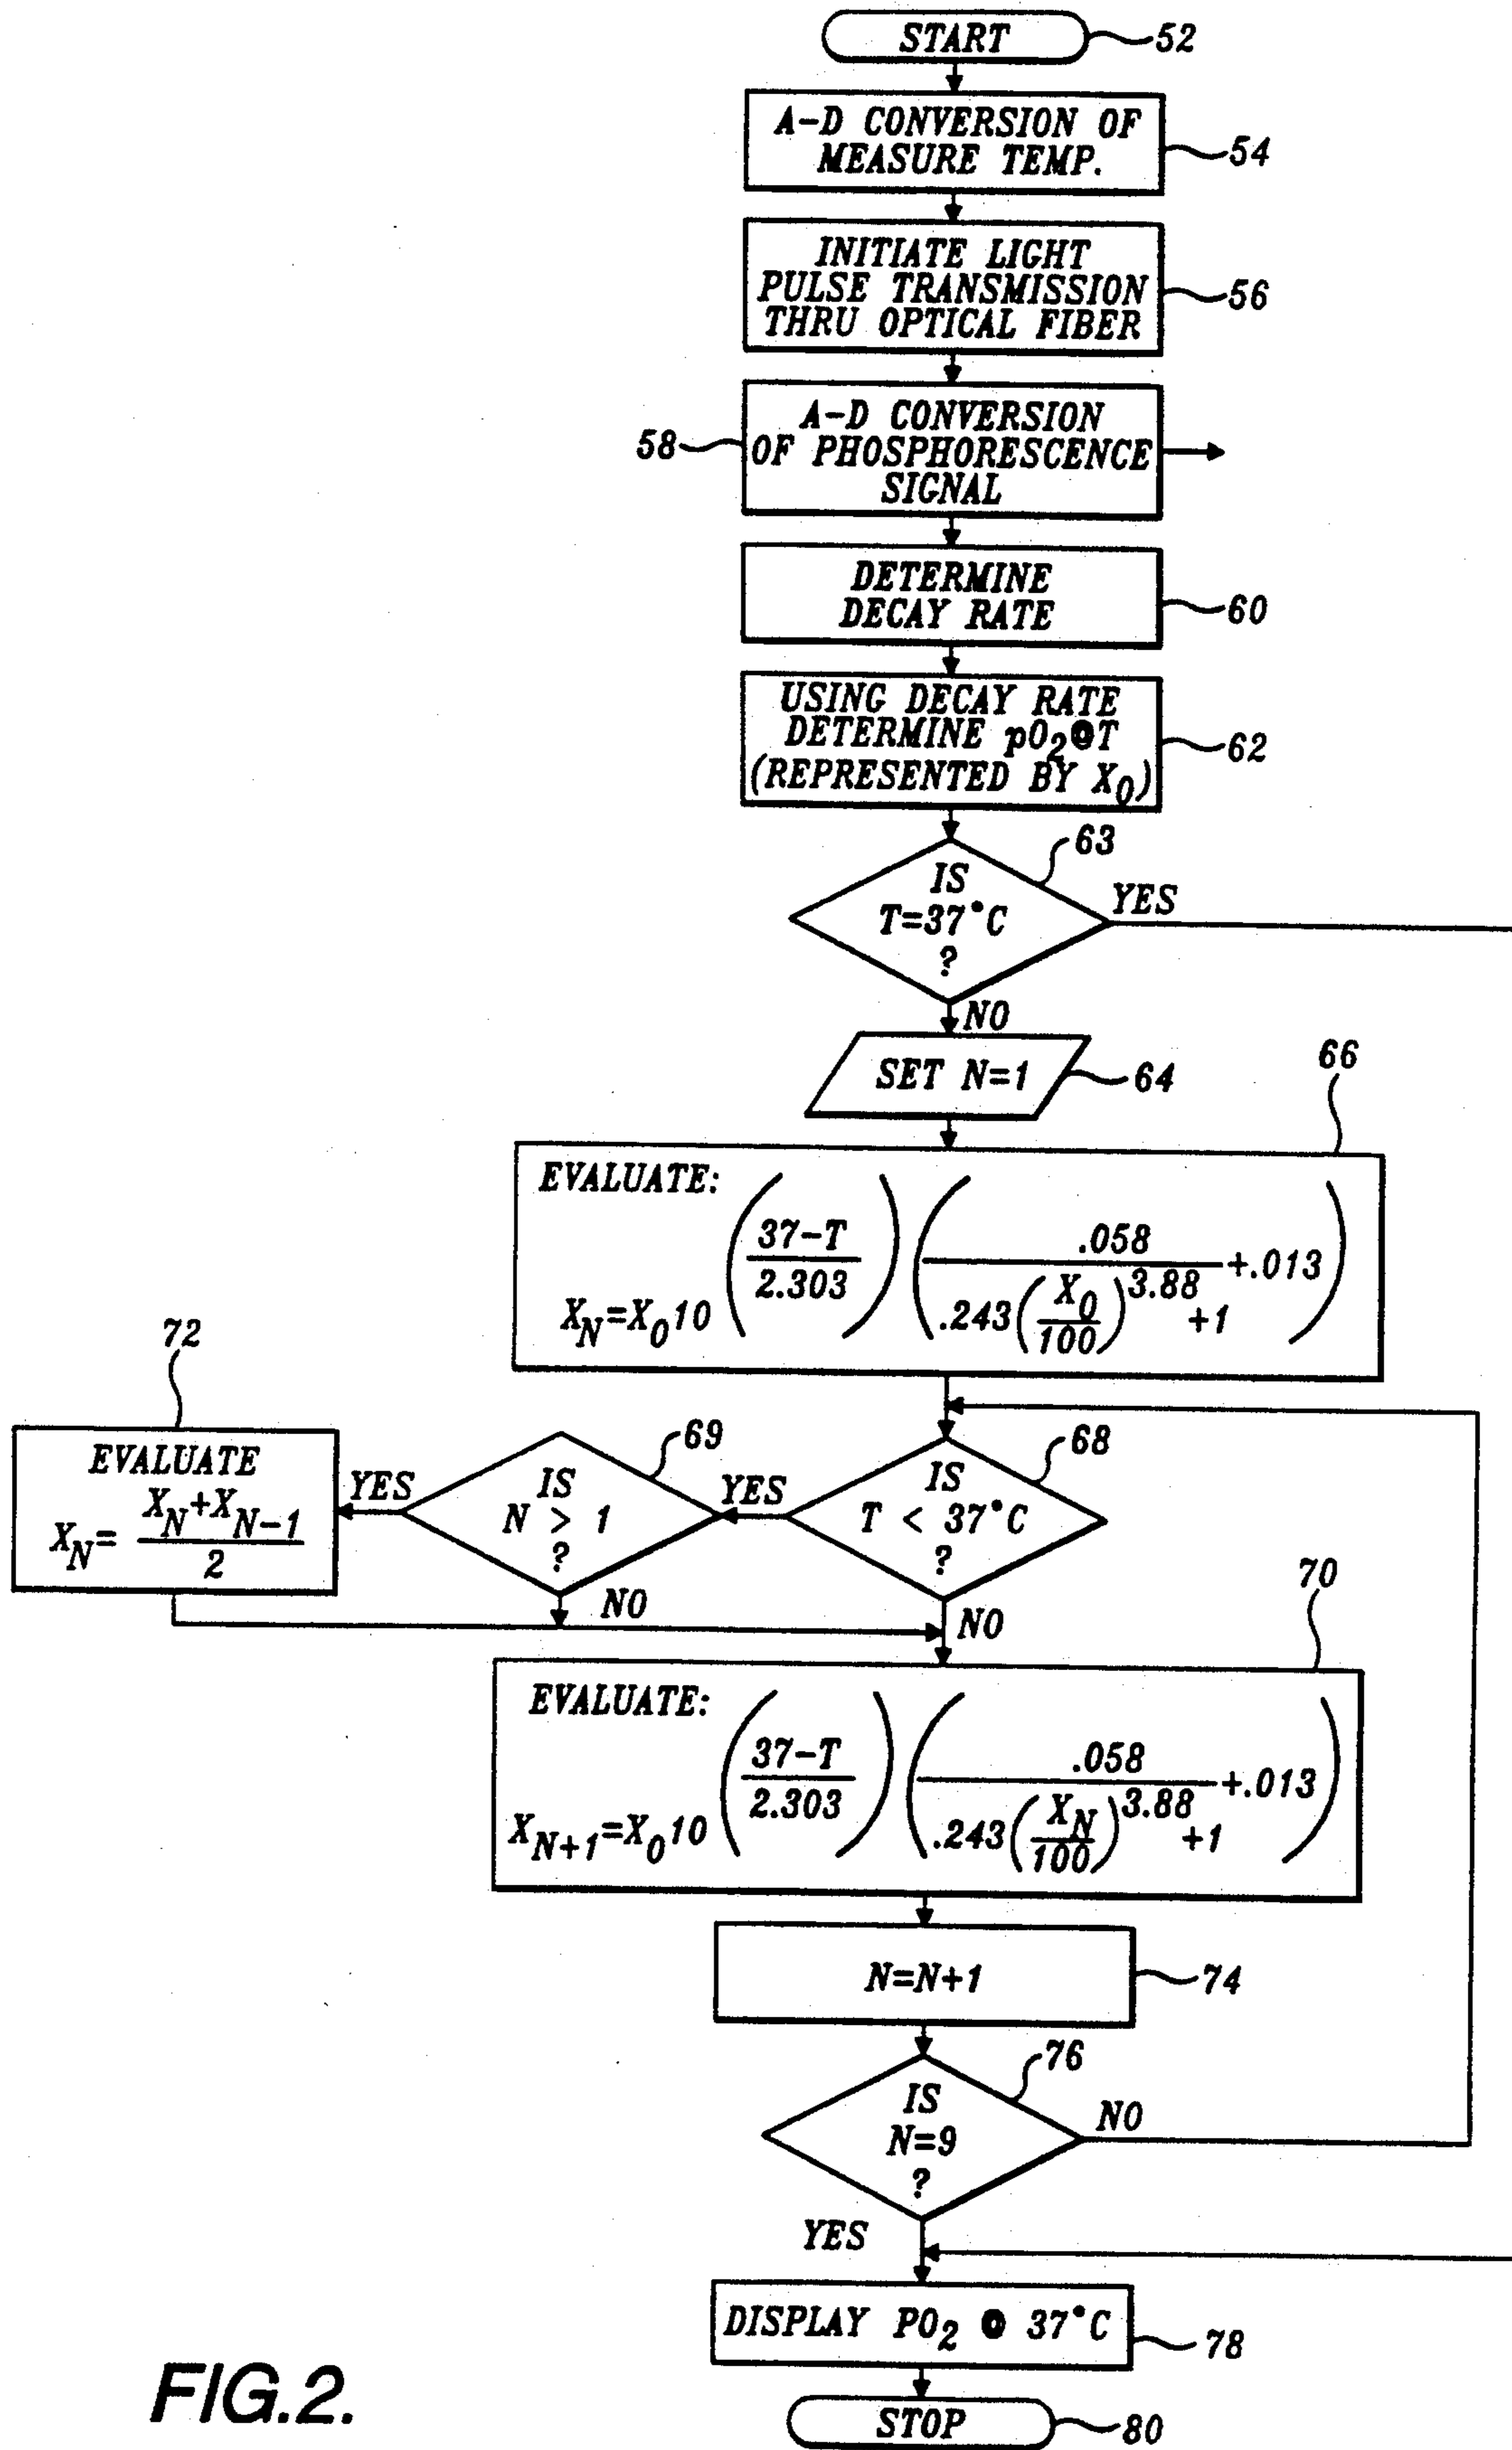 START
52
A-D CONVERSION OF
MEASURE TEMP.
54
INITIATE LIGHT
PULSE TRANSMISSION
THRU OPTICAL FIBER
56
A-D CONVERSION
OF PHOSPHORESCENCE
SIGNAL
58
DETERMINE
DECAY RATE
60
USING DECAY RATE
DETERMINE pO2@T
(REPRESENTED BY X0)
62
63
IS
T=37°C
?
YES
NO
SET N=1
64
66
EVALUATE:
XN=X010 ((37-T)/2.303) (.058/(.243(X0/100)^3.88+1)+.013)
72
EVALUATE
XN= (XN+XN-1)/2
YES
69
IS
N > 1
?
NO
YES
68
IS
T < 37°C
?
NO
70
EVALUATE:
XN+1=X010 ((37-T)/2.303) (.058/(.243(XN/100)^3.88+1)+.013)
N=N+1
74
76
IS
N=9
?
NO
YES
DISPLAY PO2 @ 37°C
78
STOP
80
FIG.2.